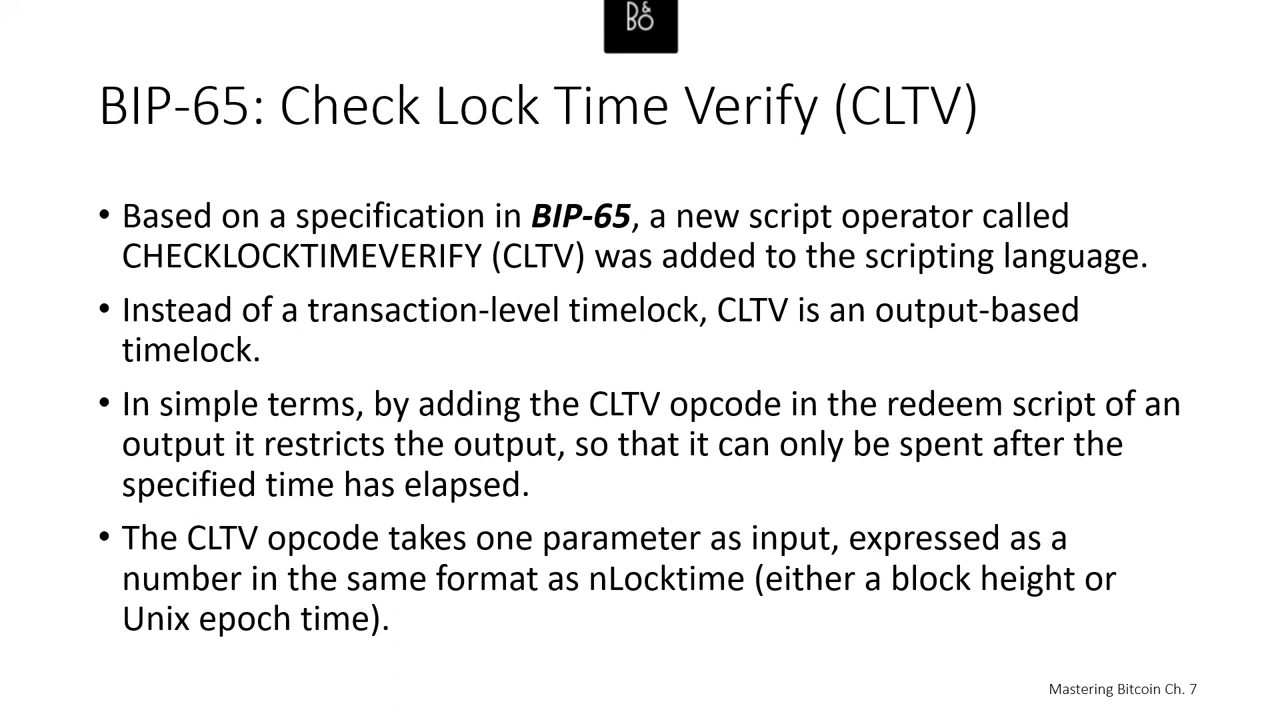 B&O
BIP-65: Check Lock Time Verify (CLTV)
• Based on a specification in BIP-65, a new script operator called
CHECKLOCKTIMEVERIFY (CLTV) was added to the scripting language.
• Instead of a transaction-level timelock, CLTV is an output-based
timelock.
• In simple terms, by adding the CLTV opcode in the redeem script of an
output it restricts the output, so that it can only be spent after the
specified time has elapsed.
• The CLTV opcode takes one parameter as input, expressed as a
number in the same format as nLocktime (either a block height or
Unix epoch time).
Mastering Bitcoin Ch. 7